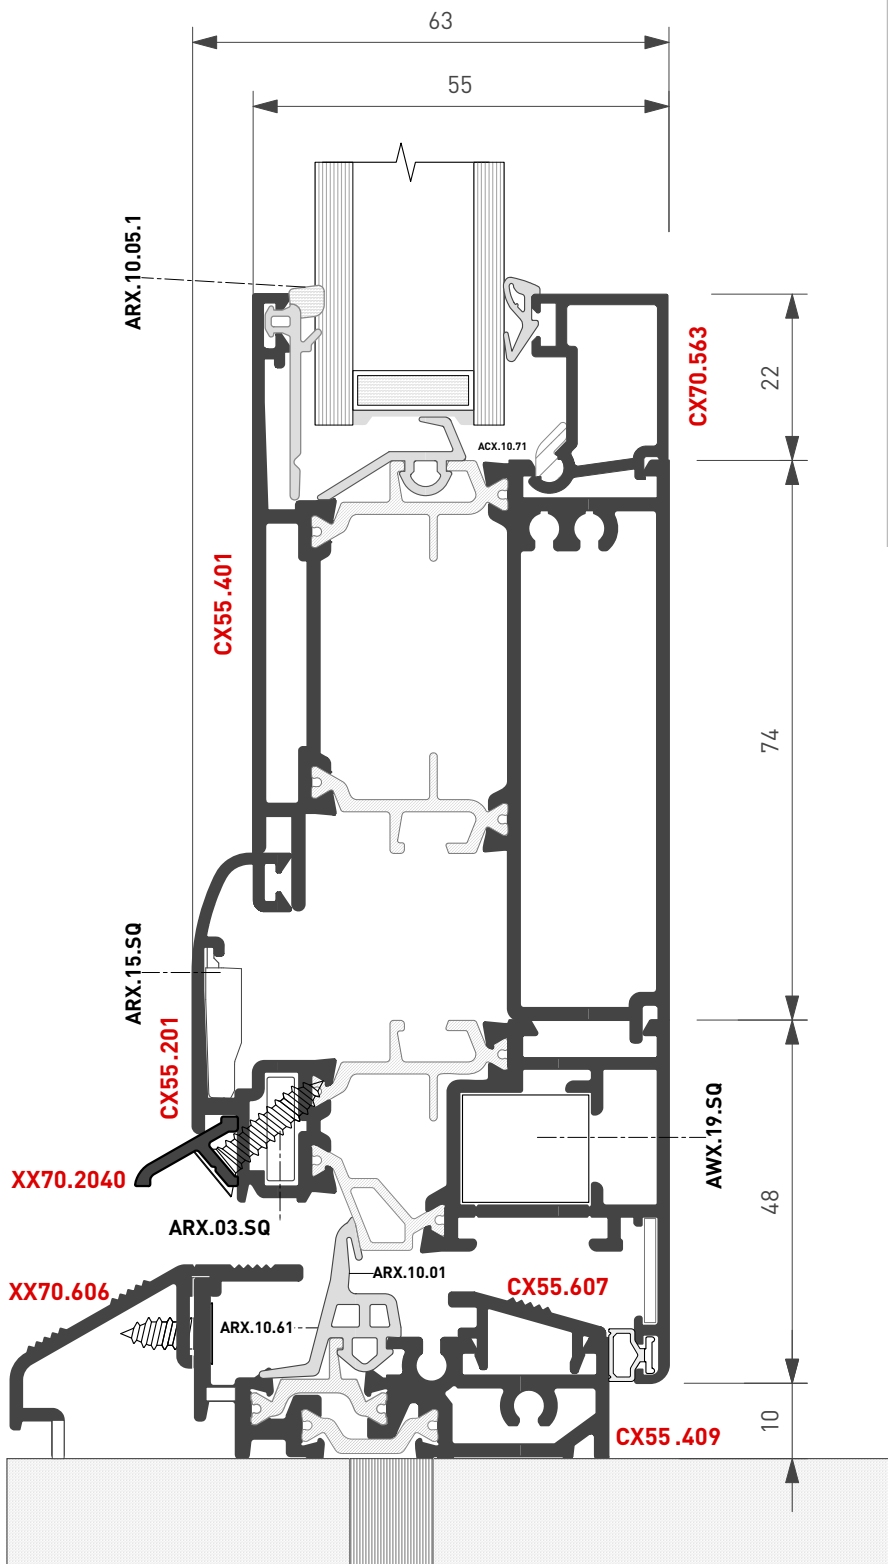 63
55
ARX.10.05.1
CX70.563
22
ACX.10.71
CX55.401
74
ARX.15.SQ
CX55.201
AWX.19.SQ
XX70.2040
48
ARX.03.SQ
ARX.10.01
XX70.606
CX55.607
ARX.10.61
10
CX55.409